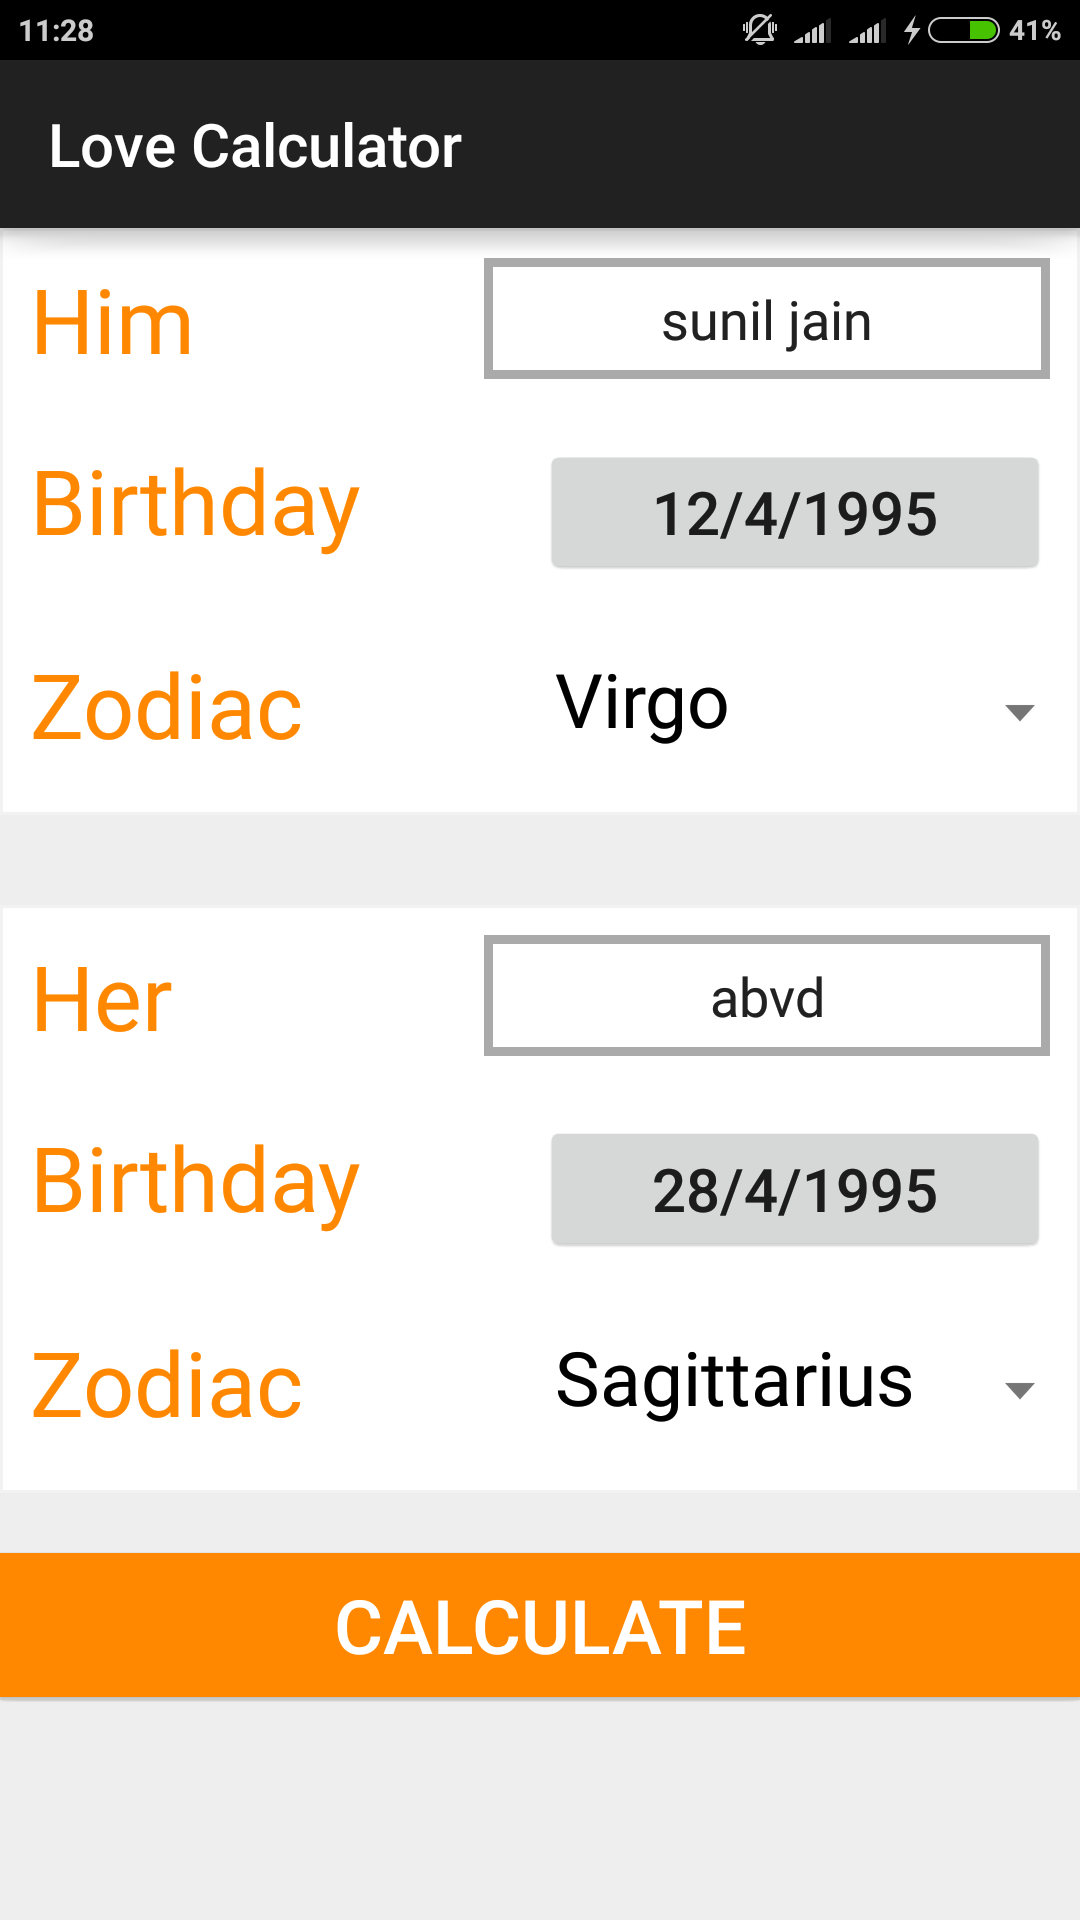 11:28 41%
Love Calculator
Him sunil jain
Birthday 12/4/1995
Zodiac Virgo
Her abvd
Birthday 28/4/1995
Zodiac Sagittarius
CALCULATE